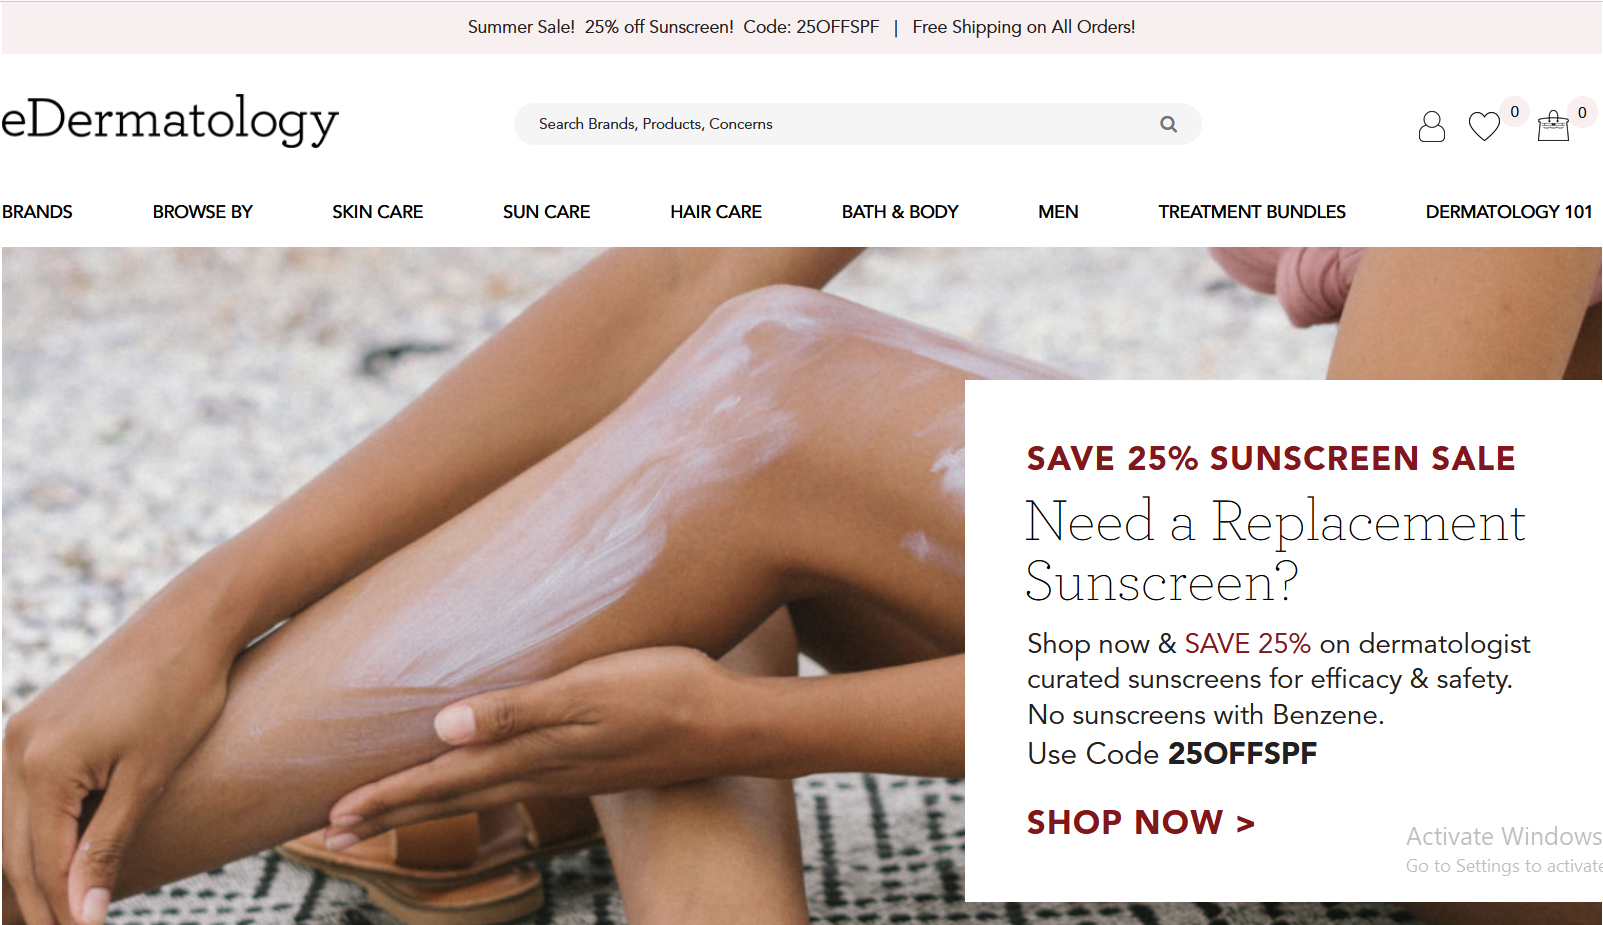 Summer Sale!  25% off Sunscreen!  Code: 25OFFSPF  |  Free Shipping on All Orders!
eDermatology
Search Brands, Products, Concerns
0
0
BRANDS BROWSE BY SKIN CARE SUN CARE HAIR CARE BATH & BODY MEN TREATMENT BUNDLES DERMATOLOGY 101
SAVE 25% SUNSCREEN SALE
Need a Replacement
Sunscreen?
Shop now & SAVE 25% on dermatologist
curated sunscreens for efficacy & safety.
No sunscreens with Benzene.
Use Code 25OFFSPF
SHOP NOW >
Activate Windows
Go to Settings to activate